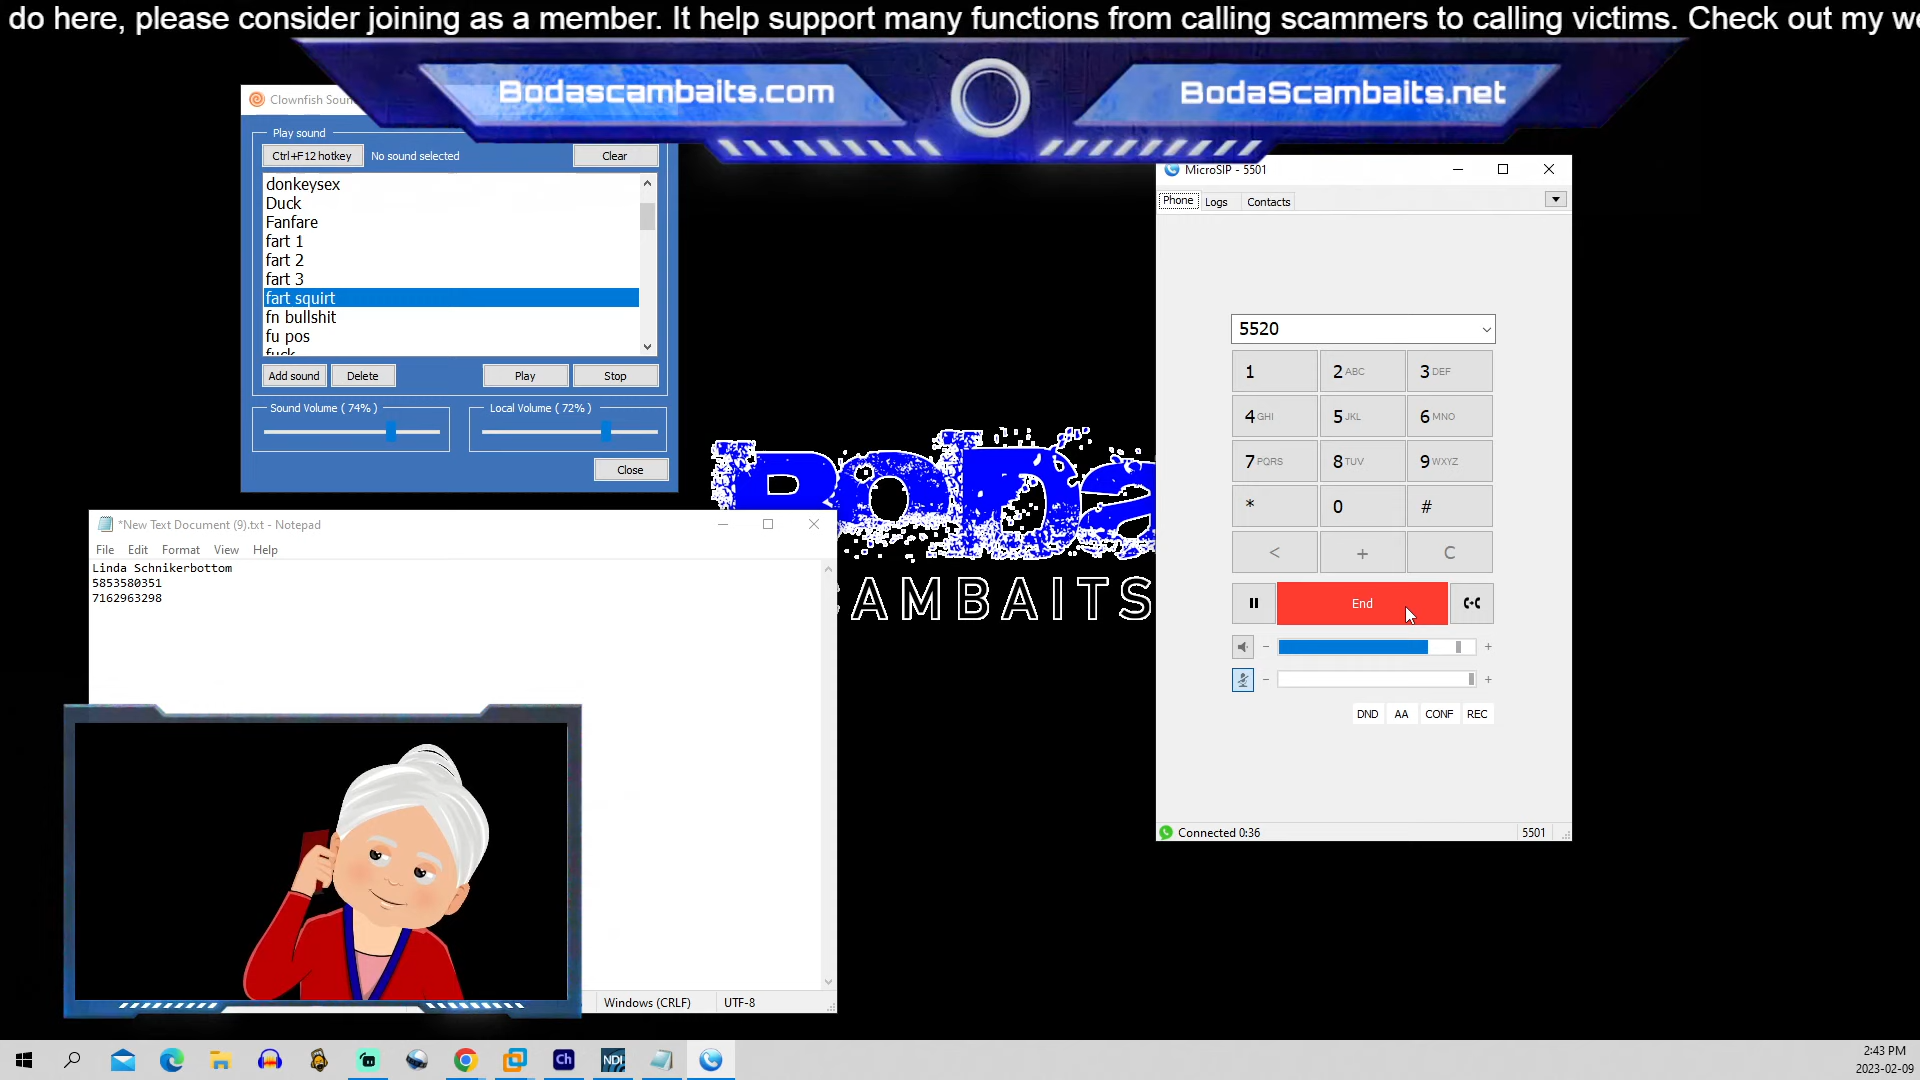 do here, please consider joining as a member. It help support many functions from calling scammers to calling victims. Check out my we
Bodascambaits.com
BodaScambaits.net
Clownfish Soun
Play sound
Ctrl+F12 hotkey
No sound selected
Clear
donkeysex
Duck
Fanfare
fart 1
fart 2
fart 3
fart squirt
fn bullshit
fu pos
fuck
Add sound
Delete
Play
Stop
Sound Volume ( 74% )
Local Volume ( 72% )
Close
MicroSIP - 5501
Phone
Logs
Contacts
5520
1
2 ABC
3 DEF
4 GHI
5 JKL
6 MNO
7 PQRS
8 TUV
9 WXYZ
*
0
#
<
+
C
End
- +
- +
DND
AA
CONF
REC
Connected 0:36
5501
BoDa
CAMBAITS
*New Text Document (9).txt - Notepad
File
Edit
Format
View
Help
Linda Schnikerbottom
5853580351
7162963298
Windows (CRLF)
UTF-8
Ch
NDI
2:43 PM
2023-02-09